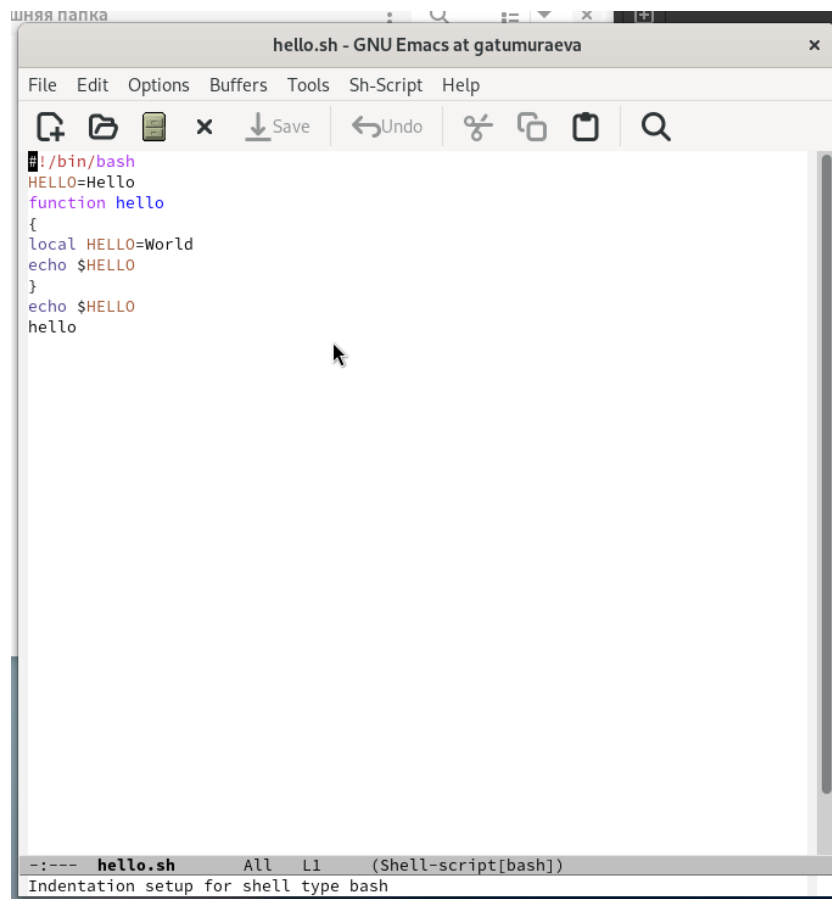 шняя папка
hello.sh - GNU Emacs at gatumuraeva
File Edit Options Buffers Tools Sh-Script Help
Save Undo
#!/bin/bash
HELLO=Hello
function hello
{
local HELLO=World
echo $HELLO
}
echo $HELLO
hello
-:--- hello.sh All L1 (Shell-script[bash])
Indentation setup for shell type bash